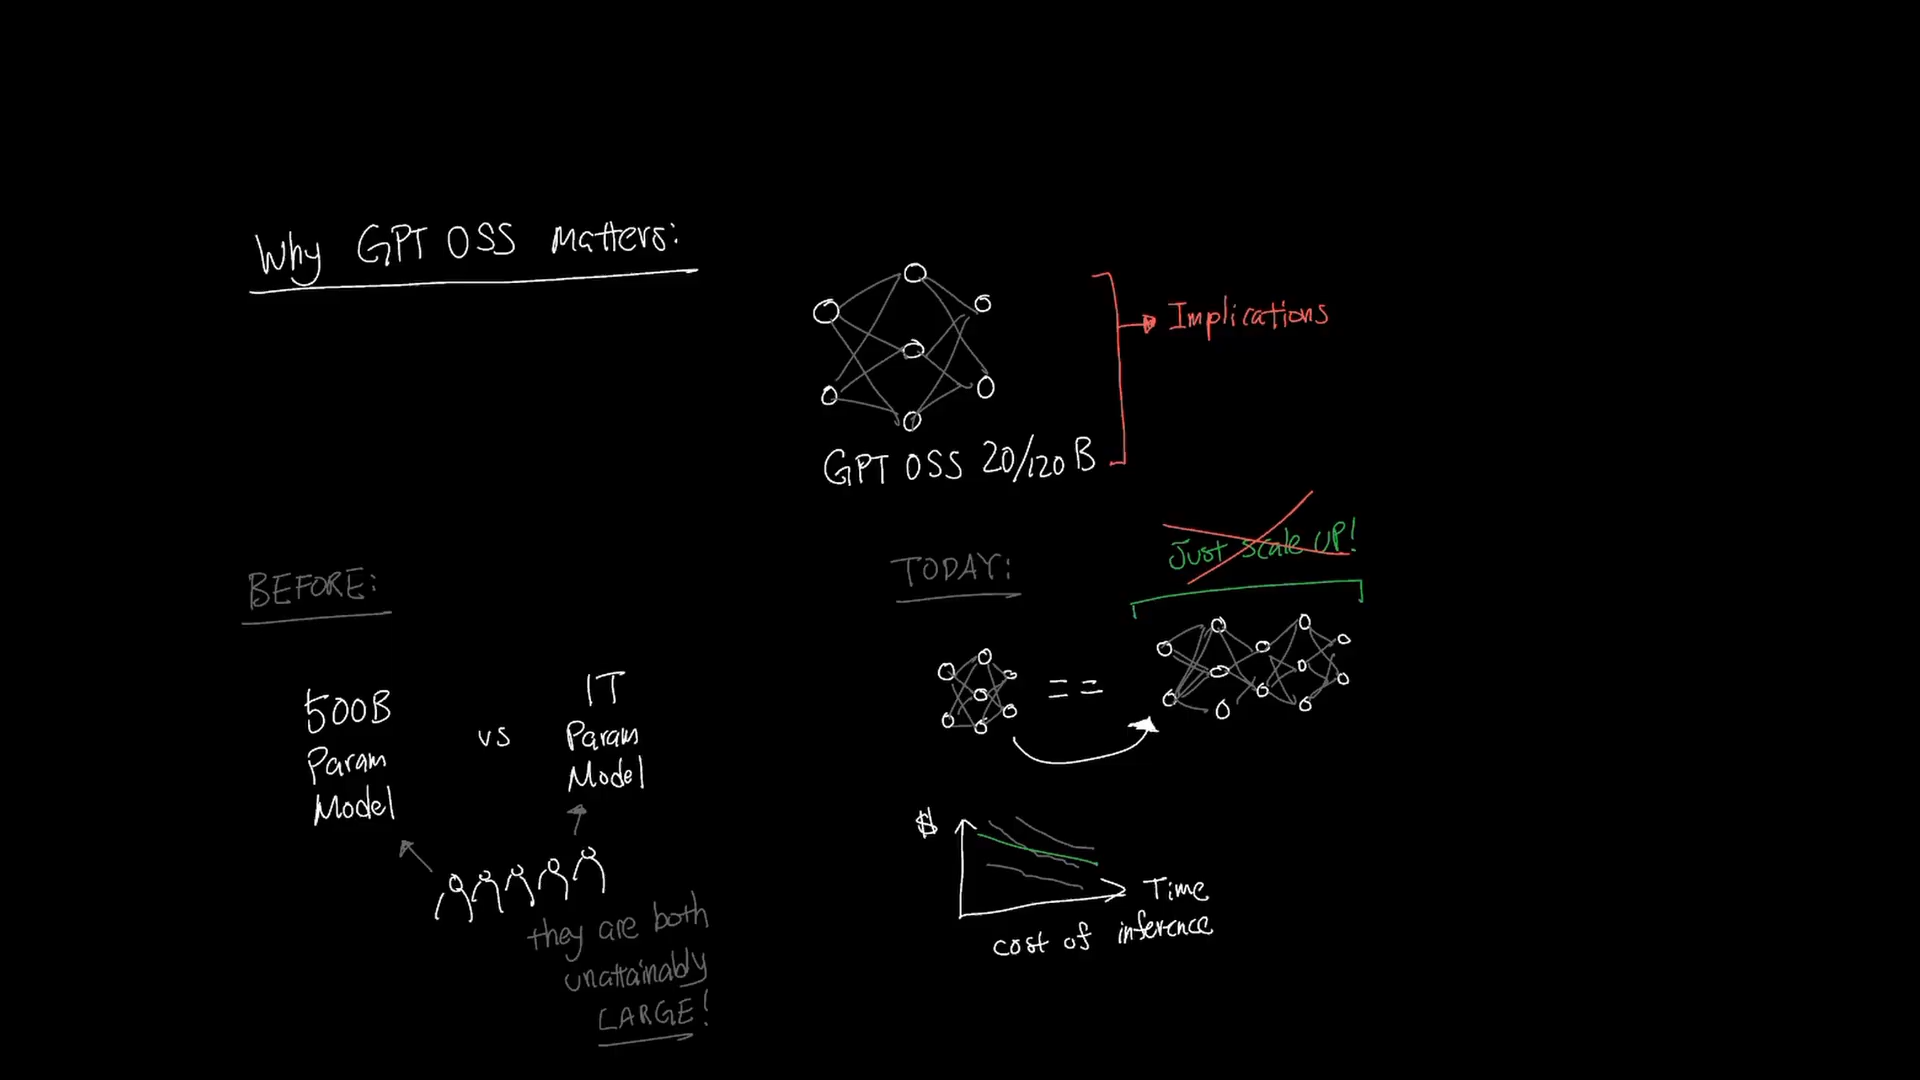 Why GPT OSS Matters:
Implications
GPT OSS 20/120 B
BEFORE:
500B
Param
Model
vs
1T
Param
Model
they are both
unattainably
LARGE!
TODAY:
Just scale UP!
==
$
Time
cost of inference